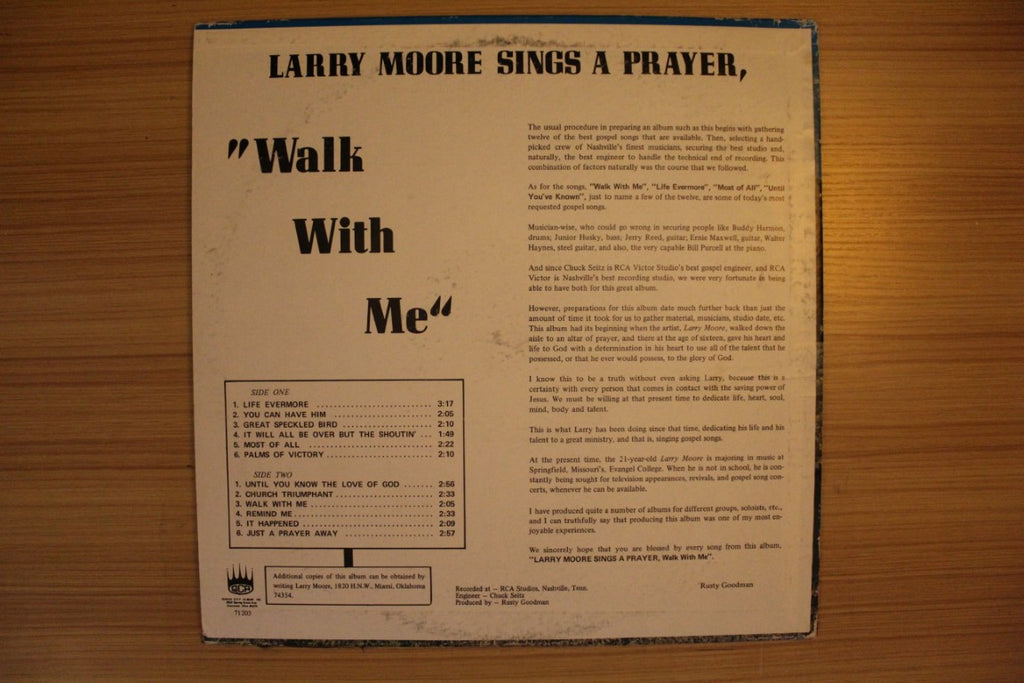 LARRY MOORE SINGS A PRAYER,
"Walk
With
Me"
The usual procedure in preparing an album such as this begins with gathering
twelve of the best gospel songs that are available. Then, selecting a hand-
picked crew of Nashville's finest musicians, securing the best studio and,
naturally, the best engineer to handle the technical end of recording. This
combination of factors naturally was the course that we followed.
As for the songs, "Walk With Me", "Life Evermore", "Most of All", "Until
You've Known", just to name a few of the twelve, are some of today's most
requested gospel songs.
Musician-wise, who could go wrong in securing people like Buddy Harmon,
drums; Junior Husky, bass; Jerry Reed, guitar; Ernie Maxwell, guitar, Walter
Haynes, steel guitar, and also, the very capable Bill Purcell at the piano.
And since Chuck Seitz is RCA Victor Studio's best gospel engineer, and RCA
Victor is Nashville's best recording studio, we were very fortunate in being
able to have both for this great album.
However, preparations for this album date much further back than just the
amount of time it took for us to gather material, musicians, studio date, etc.
This album had its beginning when the artist, Larry Moore, walked down the
aisle to an altar of prayer, and there at the age of sixteen, gave his heart and
life to God with a determination in his heart to use all of the talent that he
possessed, or that he ever would possess, to the glory of God.
I know this to be a truth without even asking Larry, because this is a
certainty with every person that comes in contact with the saving power of
Jesus. We must be willing at that present time to dedicate life, heart, soul,
mind, body and talent.
This is what Larry has been doing since that time, dedicating his life and his
talent to a great ministry, and that is, singing gospel songs.
At the present time, the 21-year-old Larry Moore is majoring in music at
Springfield, Missouri's, Evangel College. When he is not in school, he is con-
stantly being sought for television appearances, revivals, and gospel song con-
certs, whenever he can be available.
I have produced quite a number of albums for different groups, soloists, etc.,
and I can truthfully say that producing this album was one of my most en-
joyable experiences.
We sincerely hope that you are blessed by every song from this album,
"LARRY MOORE SINGS A PRAYER, Walk With Me".
Rusty Goodman
SIDE ONE
1. LIFE EVERMORE 3:17
2. YOU CAN HAVE HIM 2:05
3. GREAT SPECKLED BIRD 2:10
4. IT WILL ALL BE OVER BUT THE SHOUTIN' ... 1:49
5. MOST OF ALL 2:22
6. PALMS OF VICTORY 2:10
SIDE TWO
1. UNTIL YOU KNOW THE LOVE OF GOD 2:56
2. CHURCH TRIUMPHANT 2:33
3. WALK WITH ME 2:05
4. REMIND ME 2:33
5. IT HAPPENED 2:09
6. JUST A PRAYER AWAY 2:57
Additional copies of this album can be obtained by
writing Larry Moore, 1820 H.N.W., Miami, Oklahoma
74354.
71203
Recorded at – RCA Studios, Nashville, Tenn.
Engineer – Chuck Seitz
Produced by – Rusty Goodman